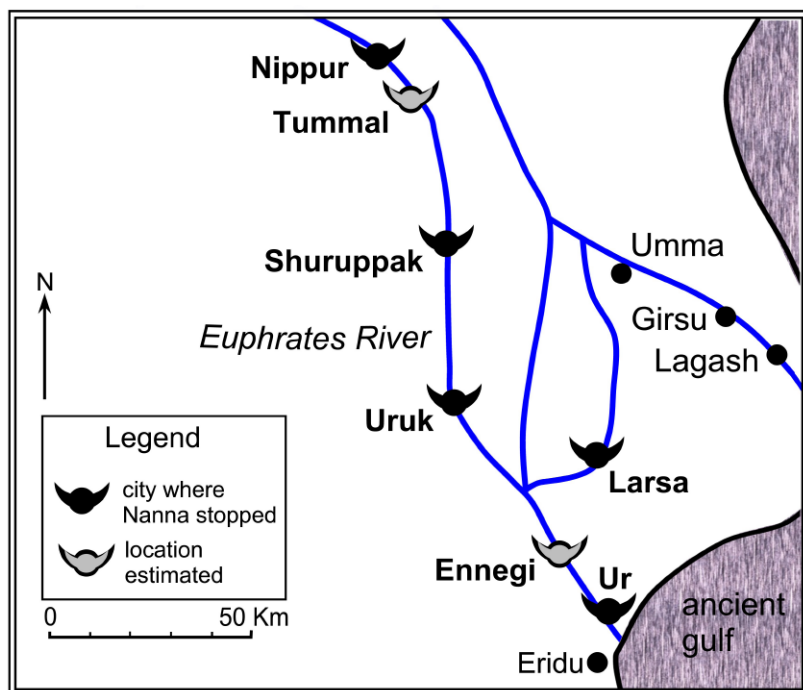 Nippur
Tummal
Shuruppak
Umma
Girsu
Lagash
N
Euphrates River
Uruk
Larsa
Legend
city where
Nanna stopped
location
estimated
0 50 Km
Ennegi
Ur
ancient
gulf
Eridu